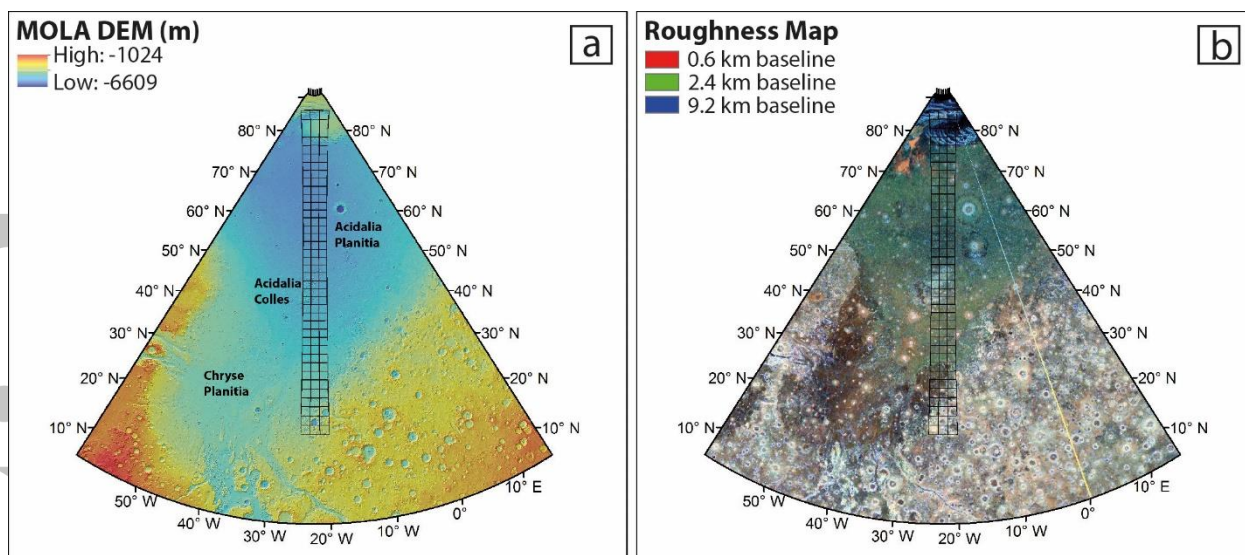 MOLA DEM (m)
High: -1024
Low: -6609
a
80° N
80° N
70° N
70° N
60° N
60° N
50° N
50° N
40° N
40° N
30° N
30° N
20° N
20° N
10° N
10° N
50° W
40° W
30° W
20° W
10° W
0°
10° E
Acidalia
Planitia
Acidalia
Colles
Chryse
Planitia
Roughness Map
0.6 km baseline
2.4 km baseline
9.2 km baseline
b
80° N
80° N
70° N
70° N
60° N
60° N
50° N
50° N
40° N
40° N
30° N
30° N
20° N
20° N
10° N
10° N
50° W
40° W
30° W
20° W
10° W
0°
10° E